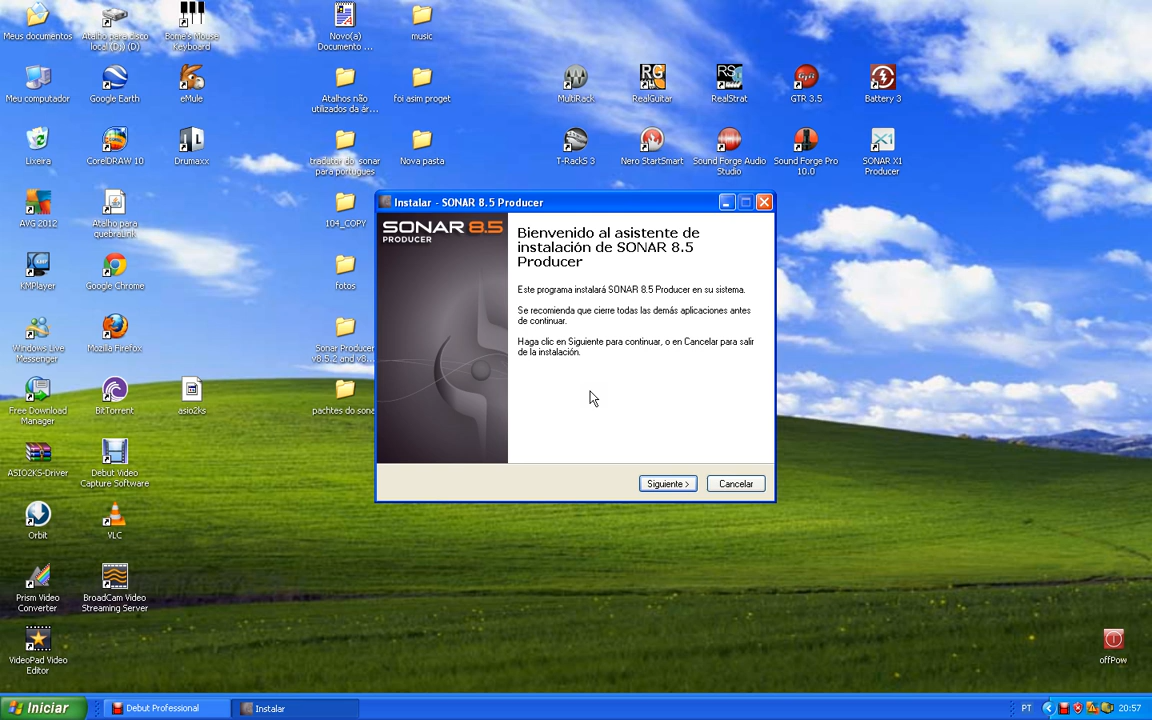 Meus documentos
Atalho para disco
local (D;) (D)
Bome's Mouse
Keyboard
Novo(a)
Documento ...
music
Meu computador
Google Earth
eMule
Atalhos não
utilizados da ár...
foi asim proget
MultiRack
RG
RealGuitar
RS
RealStrat
GTR
GTR 3.5
Battery 3
Lixeira
CorelDRAW 10
Drumaxx
tradutor do sonar
para portugues
Nova pasta
T-RackS 3
Nero StartSmart
Sound Forge Audio
Studio
Sound Forge Pro
10.0
X1
SONAR X1
Producer
AVG 2012
Atalho para
quebraLink
104_COPY
KMPlayer
Google Chrome
fotos
Windows Live
Messenger
Mozilla Firefox
Sonar Producer
v8.5.2 and v8...
Free Download
Manager
BitTorrent
asio2ks
pachtes do sona
ASIO2KS-Driver
Debut Video
Capture Software
Orbit
VLC
Prism Video
Converter
BroadCam Video
Streaming Server
VideoPad Video
Editor
offPow
Instalar - SONAR 8.5 Producer
SONAR 8.5
PRODUCER
Bienvenido al asistente de
instalación de SONAR 8.5
Producer
Este programa instalará SONAR 8.5 Producer en su sistema.
Se recomienda que cierre todas las demás aplicaciones antes
de continuar.
Haga clic en Siguiente para continuar, o en Cancelar para salir
de la instalación.
Siguiente >
Cancelar
Iniciar
Debut Professional
Instalar
PT
20:57